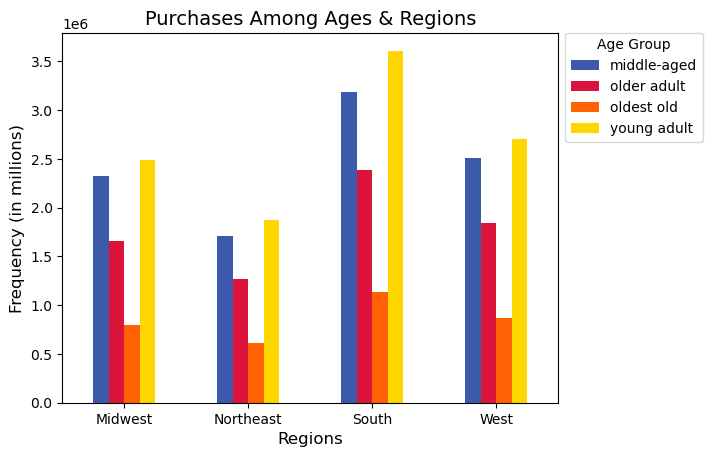 Purchases Among Ages & Regions
1e6
Frequency (in millions)
3.5
3.0
2.5
2.0
1.5
1.0
0.5
0.0
Midwest
Northeast
South
West
Regions
Age Group
middle-aged
older adult
oldest old
young adult